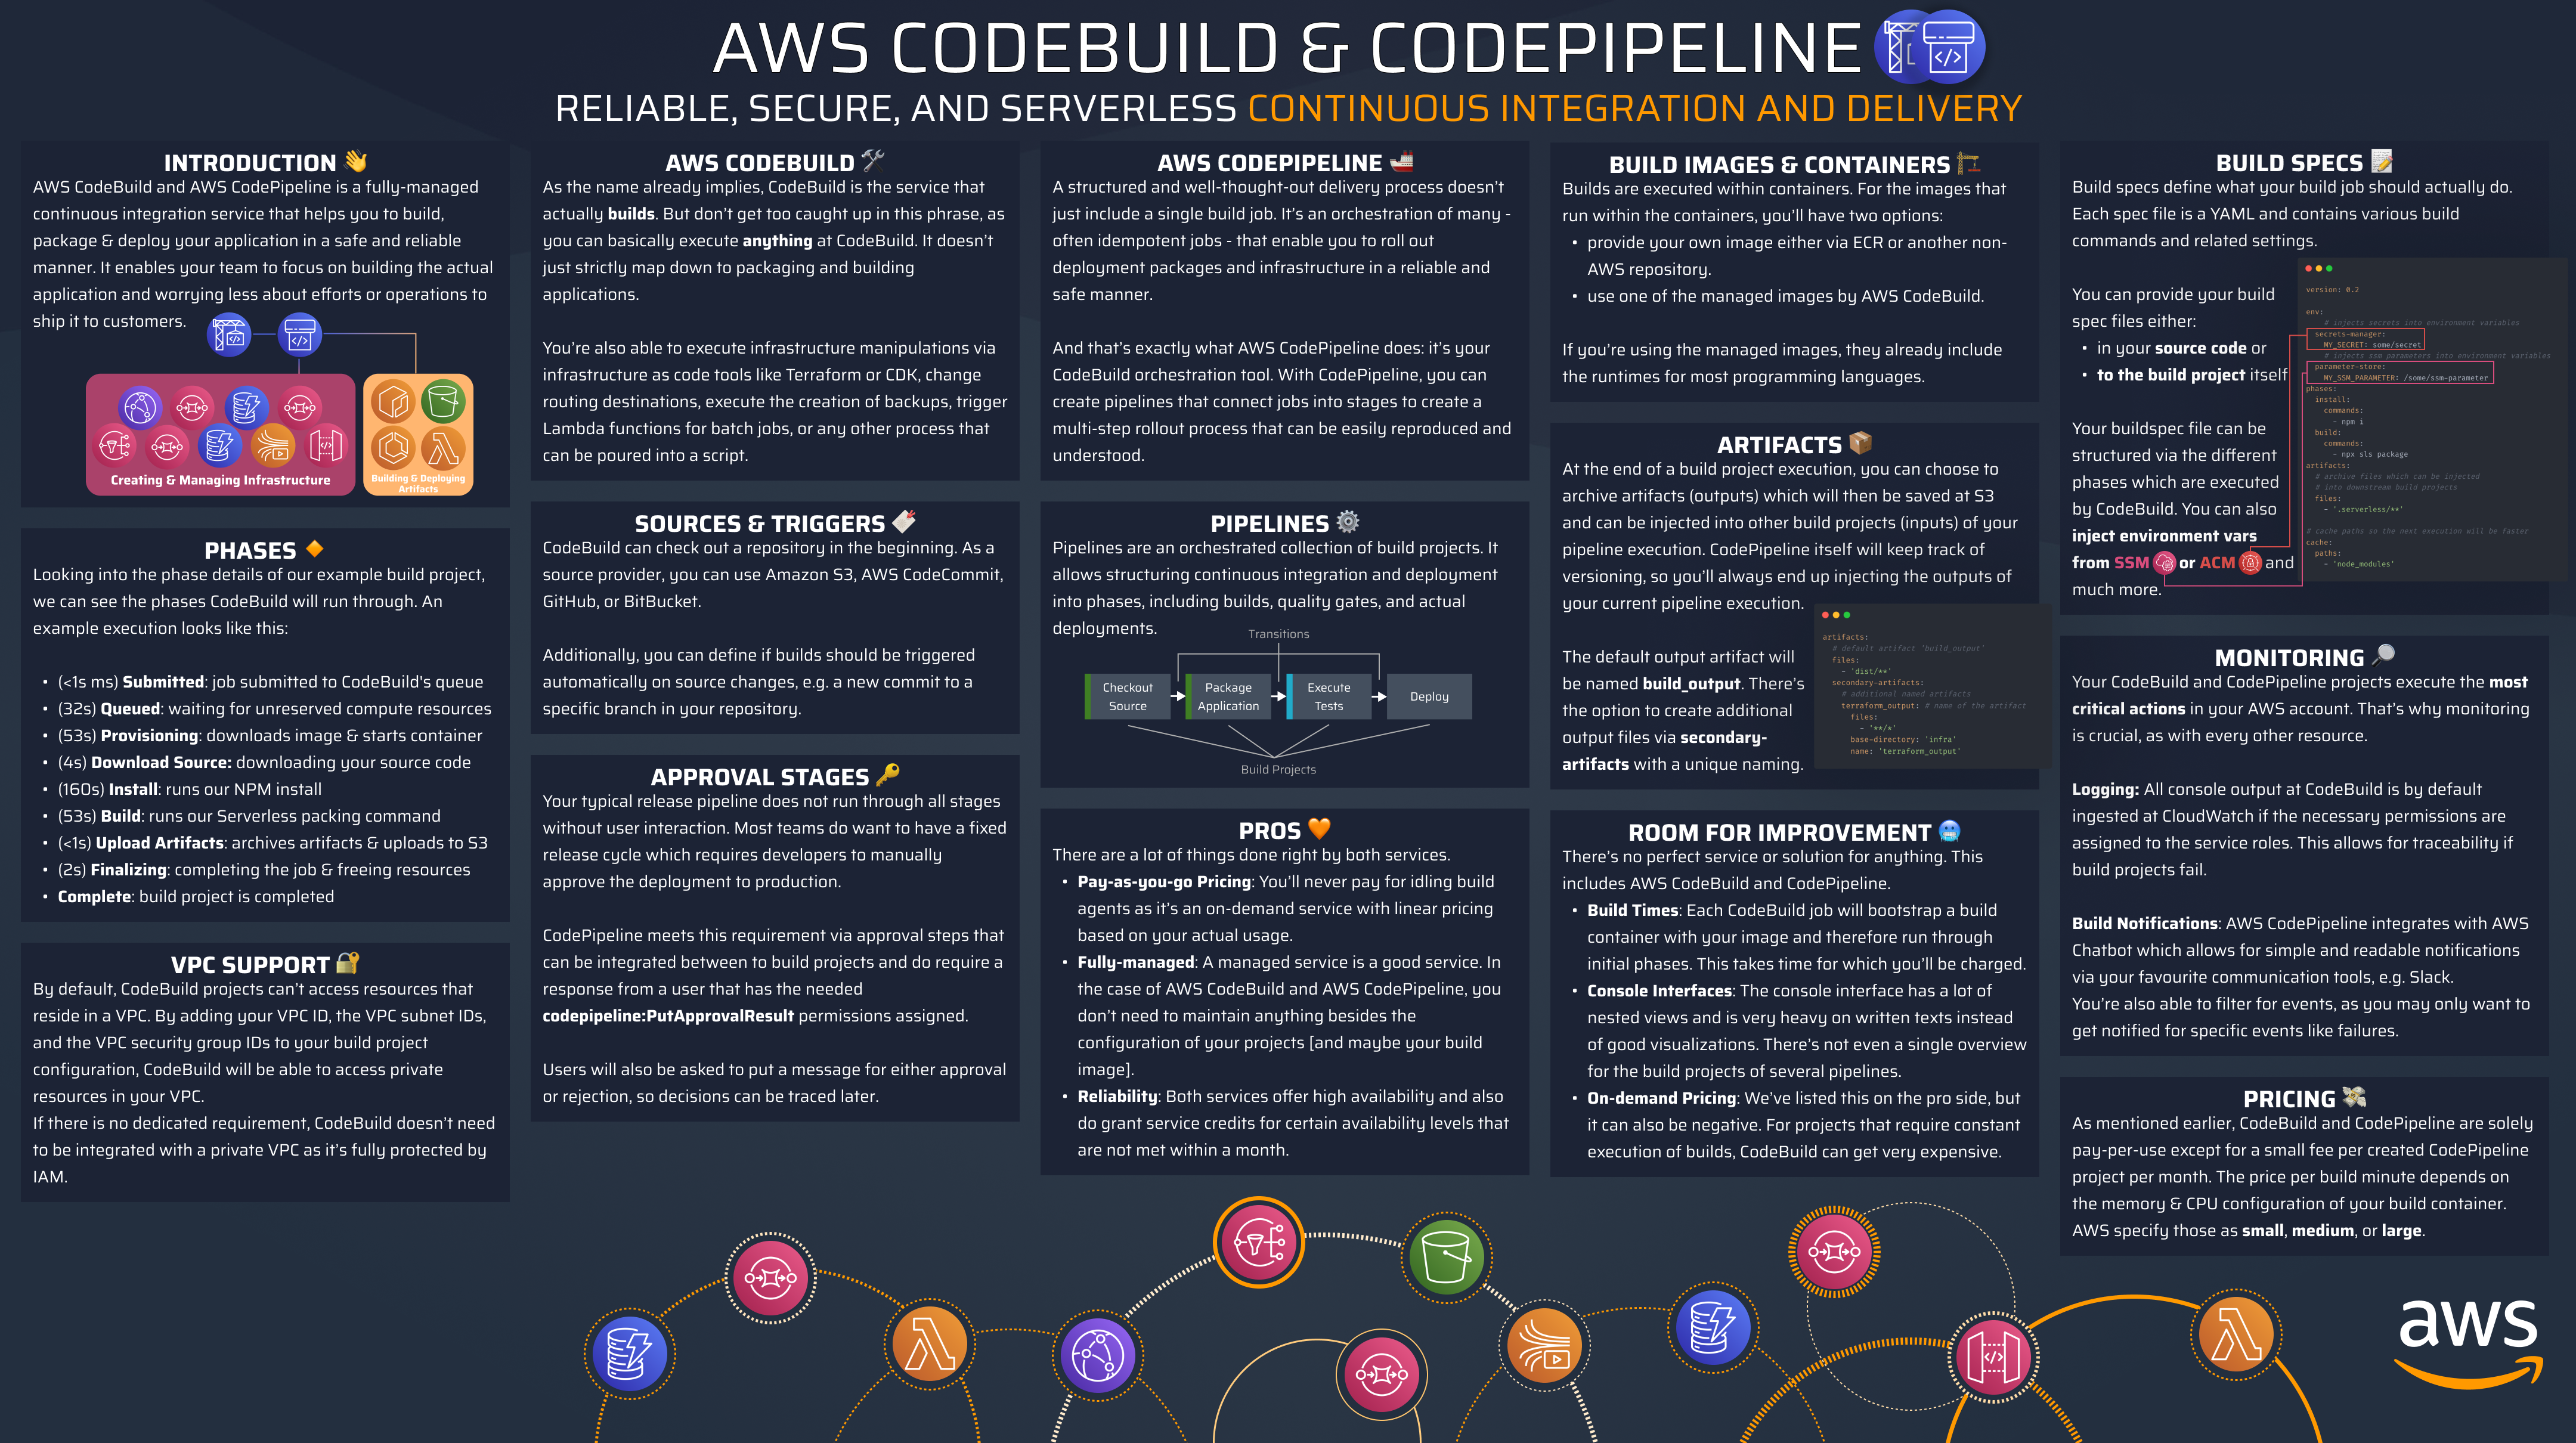 AWS CODEBUILD & CODEPIPELINE
RELIABLE, SECURE, AND SERVERLESS CONTINUOUS INTEGRATION AND DELIVERY
INTRODUCTION 👋
AWS CodeBuild and AWS CodePipeline is a fully-managed
continuous integration service that helps you to build,
package & deploy your application in a safe and reliable
manner. It enables your team to focus on building the actual
application and worrying less about efforts or operations to
ship it to customers.
Creating & Managing Infrastructure
Building & Deploying
Artifacts
PHASES 🔸
Looking into the phase details of our example build project,
we can see the phases CodeBuild will run through. An
example execution looks like this:
• (<1s ms) Submitted: job submitted to CodeBuild's queue
• (32s) Queued: waiting for unreserved compute resources
• (53s) Provisioning: downloads image & starts container
• (4s) Download Source: downloading your source code
• (160s) Install: runs our NPM install
• (53s) Build: runs our Serverless packing command
• (<1s) Upload Artifacts: archives artifacts & uploads to S3
• (2s) Finalizing: completing the job & freeing resources
• Complete: build project is completed
VPC SUPPORT 🔐
By default, CodeBuild projects can't access resources that
reside in a VPC. By adding your VPC ID, the VPC subnet IDs,
and the VPC security group IDs to your build project
configuration, CodeBuild will be able to access private
resources in your VPC.
If there is no dedicated requirement, CodeBuild doesn't need
to be integrated with a private VPC as it's fully protected by
IAM.
AWS CODEBUILD 🛠️
As the name already implies, CodeBuild is the service that
actually builds. But don't get too caught up in this phrase, as
you can basically execute anything at CodeBuild. It doesn't
just strictly map down to packaging and building
applications.
You're also able to execute infrastructure manipulations via
infrastructure as code tools like Terraform or CDK, change
routing destinations, execute the creation of backups, trigger
Lambda functions for batch jobs, or any other process that
can be poured into a script.
SOURCES & TRIGGERS
CodeBuild can check out a repository in the beginning. As a
source provider, you can use Amazon S3, AWS CodeCommit,
GitHub, or BitBucket.
Additionally, you can define if builds should be triggered
automatically on source changes, e.g. a new commit to a
specific branch in your repository.
APPROVAL STAGES 🔑
Your typical release pipeline does not run through all stages
without user interaction. Most teams do want to have a fixed
release cycle which requires developers to manually
approve the deployment to production.
CodePipeline meets this requirement via approval steps that
can be integrated between to build projects and do require a
response from a user that has the needed
codepipeline:PutApprovalResult permissions assigned.
Users will also be asked to put a message for either approval
or rejection, so decisions can be traced later.
AWS CODEPIPELINE 🚢
A structured and well-thought-out delivery process doesn't
just include a single build job. It's an orchestration of many -
often idempotent jobs - that enable you to roll out
deployment packages and infrastructure in a reliable and
safe manner.
And that's exactly what AWS CodePipeline does: it's your
CodeBuild orchestration tool. With CodePipeline, you can
create pipelines that connect jobs into stages to create a
multi-step rollout process that can be easily reproduced and
understood.
PIPELINES ⚙️
Pipelines are an orchestrated collection of build projects. It
allows structuring continuous integration and deployment
into phases, including builds, quality gates, and actual
deployments.
Transitions
Checkout
Source
Package
Application
Execute
Tests
Deploy
Build Projects
PROS 🧡
There are a lot of things done right by both services.
• Pay-as-you-go Pricing: You'll never pay for idling build
agents as it's an on-demand service with linear pricing
based on your actual usage.
• Fully-managed: A managed service is a good service. In
the case of AWS CodeBuild and AWS CodePipeline, you
don't need to maintain anything besides the
configuration of your projects [and maybe your build
image].
• Reliability: Both services offer high availability and also
do grant service credits for certain availability levels that
are not met within a month.
BUILD IMAGES & CONTAINERS 🏗️
Builds are executed within containers. For the images that
run within the containers, you'll have two options:
• provide your own image either via ECR or another non-
AWS repository.
• use one of the managed images by AWS CodeBuild.
If you're using the managed images, they already include
the runtimes for most programming languages.
ARTIFACTS 📦
At the end of a build project execution, you can choose to
archive artifacts (outputs) which will then be saved at S3
and can be injected into other build projects (inputs) of your
pipeline execution. CodePipeline itself will keep track of
versioning, so you'll always end up injecting the outputs of
your current pipeline execution.
The default output artifact will
be named build_output. There's
the option to create additional
output files via secondary-
artifacts with a unique naming.
artifacts:
# default artifact 'build_output'
files:
- 'dist/**'
secondary-artifacts:
# additional named artifacts
terraform_output: # name of the artifact
files:
- '**/*'
base-directory: 'infra'
name: 'terraform_output'
ROOM FOR IMPROVEMENT 🥶
There's no perfect service or solution for anything. This
includes AWS CodeBuild and CodePipeline.
• Build Times: Each CodeBuild job will bootstrap a build
container with your image and therefore run through
initial phases. This takes time for which you'll be charged.
• Console Interfaces: The console interface has a lot of
nested views and is very heavy on written texts instead
of good visualizations. There's not even a single overview
for the build projects of several pipelines.
• On-demand Pricing: We've listed this on the pro side, but
it can also be negative. For projects that require constant
execution of builds, CodeBuild can get very expensive.
BUILD SPECS 📝
Build specs define what your build job should actually do.
Each spec file is a YAML and contains various build
commands and related settings.
You can provide your build
spec files either:
• in your source code or
• to the build project itself
Your buildspec file can be
structured via the different
phases which are executed
by CodeBuild. You can also
inject environment vars
from SSM or ACM and
much more.
version: 0.2
env:
# injects secrets into environment variables
secrets-manager:
MY_SECRET: some/secret
# injects ssm parameters into environment variables
parameter-store:
MY_SSM_PARAMETER: /some/ssm-parameter
phases:
install:
commands:
- npm i
build:
commands:
- npx sls package
artifacts:
# archive files which can be injected
# into downstream build projects
files:
- '.serverless/**'
# cache paths so the next execution will be faster
cache:
paths:
- 'node_modules'
MONITORING 🔎
Your CodeBuild and CodePipeline projects execute the most
critical actions in your AWS account. That's why monitoring
is crucial, as with every other resource.
Logging: All console output at CodeBuild is by default
ingested at CloudWatch if the necessary permissions are
assigned to the service roles. This allows for traceability if
build projects fail.
Build Notifications: AWS CodePipeline integrates with AWS
Chatbot which allows for simple and readable notifications
via your favourite communication tools, e.g. Slack.
You're also able to filter for events, as you may only want to
get notified for specific events like failures.
PRICING 💸
As mentioned earlier, CodeBuild and CodePipeline are solely
pay-per-use except for a small fee per created CodePipeline
project per month. The price per build minute depends on
the memory & CPU configuration of your build container.
AWS specify those as small, medium, or large.
aws